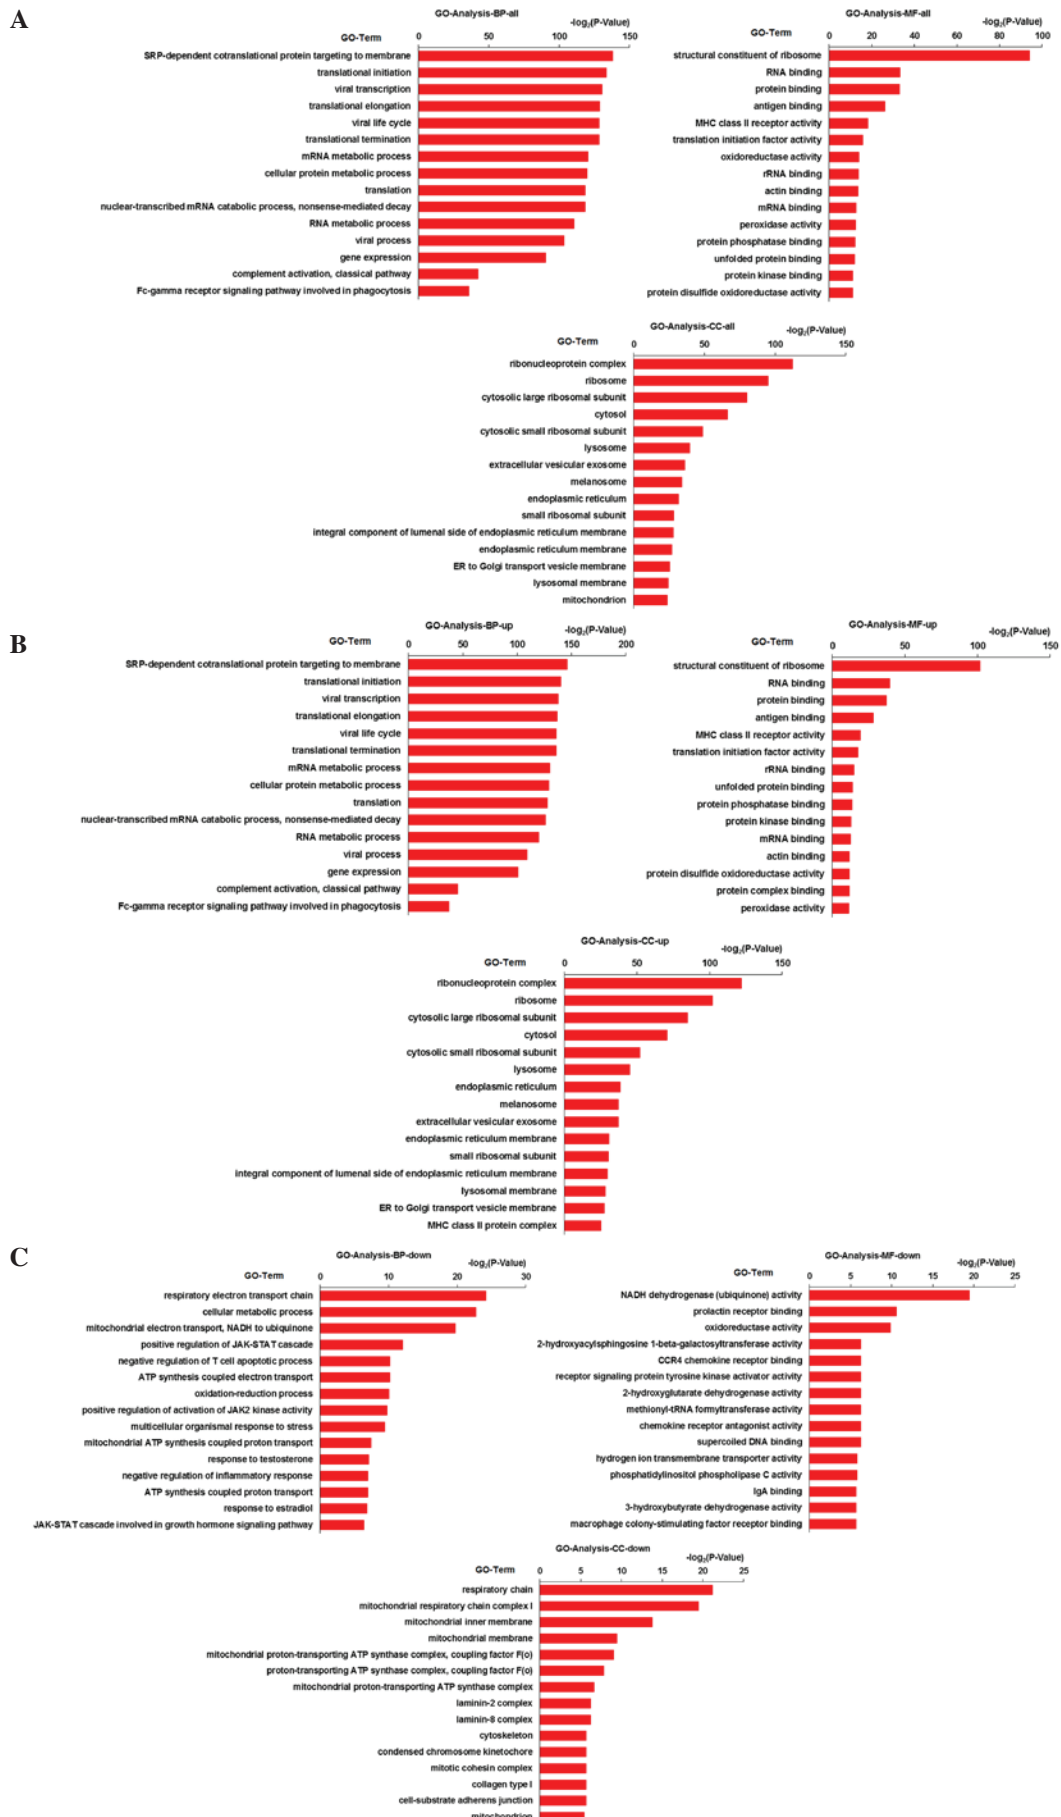 A
GO-Analysis-BP-all
-log₂(P-Value)
GO-Term
0 50 100 150
SRP-dependent cotranslational protein targeting to membrane
translational initiation
viral transcription
translational elongation
viral life cycle
translational termination
mRNA metabolic process
cellular protein metabolic process
translation
nuclear-transcribed mRNA catabolic process, nonsense-mediated decay
RNA metabolic process
viral process
gene expression
complement activation, classical pathway
Fc-gamma receptor signaling pathway involved in phagocytosis
GO-Analysis-MF-all
-log₂(P-Value)
GO-Term
0 20 40 60 80 100
structural constituent of ribosome
RNA binding
protein binding
antigen binding
MHC class II receptor activity
translation initiation factor activity
oxidoreductase activity
rRNA binding
actin binding
mRNA binding
peroxidase activity
protein phosphatase binding
unfolded protein binding
protein kinase binding
protein disulfide oxidoreductase activity
GO-Analysis-CC-all
-log₂(P-Value)
GO-Term
0 50 100 150
ribonucleoprotein complex
ribosome
cytosolic large ribosomal subunit
cytosol
cytosolic small ribosomal subunit
lysosome
extracellular vesicular exosome
melanosome
endoplasmic reticulum
small ribosomal subunit
integral component of lumenal side of endoplasmic reticulum membrane
endoplasmic reticulum membrane
ER to Golgi transport vesicle membrane
lysosomal membrane
mitochondrion
B
GO-Analysis-BP-up
-log₂(P-Value)
GO-Term
0 50 100 150 200
SRP-dependent cotranslational protein targeting to membrane
translational initiation
viral transcription
translational elongation
viral life cycle
translational termination
mRNA metabolic process
cellular protein metabolic process
translation
nuclear-transcribed mRNA catabolic process, nonsense-mediated decay
RNA metabolic process
viral process
gene expression
complement activation, classical pathway
Fc-gamma receptor signaling pathway involved in phagocytosis
GO-Analysis-MF-up
-log₂(P-Value)
GO-Term
0 50 100 150
structural constituent of ribosome
RNA binding
protein binding
antigen binding
MHC class II receptor activity
translation initiation factor activity
rRNA binding
unfolded protein binding
protein phosphatase binding
protein kinase binding
mRNA binding
actin binding
protein disulfide oxidoreductase activity
protein complex binding
peroxidase activity
GO-Analysis-CC-up
-log₂(P-Value)
GO-Term
0 50 100 150
ribonucleoprotein complex
ribosome
cytosolic large ribosomal subunit
cytosol
cytosolic small ribosomal subunit
lysosome
endoplasmic reticulum
melanosome
extracellular vesicular exosome
endoplasmic reticulum membrane
small ribosomal subunit
integral component of lumenal side of endoplasmic reticulum membrane
lysosomal membrane
ER to Golgi transport vesicle membrane
MHC class II protein complex
C
GO-Analysis-BP-down
-log₂(P-Value)
GO-Term
0 10 20 30
respiratory electron transport chain
cellular metabolic process
mitochondrial electron transport, NADH to ubiquinone
positive regulation of JAK-STAT cascade
negative regulation of T cell apoptotic process
ATP synthesis coupled electron transport
oxidation-reduction process
positive regulation of activation of JAK2 kinase activity
multicellular organismal response to stress
mitochondrial ATP synthesis coupled proton transport
response to testosterone
negative regulation of inflammatory response
ATP synthesis coupled proton transport
response to estradiol
JAK-STAT cascade involved in growth hormone signaling pathway
GO-Analysis-MF-down
-log₂(P-Value)
GO-Term
0 5 10 15 20 25
NADH dehydrogenase (ubiquinone) activity
prolactin receptor binding
oxidoreductase activity
2-hydroxyacylsphingosine 1-beta-galactosyltransferase activity
CCR4 chemokine receptor binding
receptor signaling protein tyrosine kinase activator activity
2-hydroxyglutarate dehydrogenase activity
methionyl-tRNA formyltransferase activity
chemokine receptor antagonist activity
supercoiled DNA binding
hydrogen ion transmembrane transporter activity
phosphatidylinositol phospholipase C activity
IgA binding
3-hydroxybutyrate dehydrogenase activity
macrophage colony-stimulating factor receptor binding
GO-Analysis-CC-down
-log₂(P-Value)
GO-Term
0 5 10 15 20 25
respiratory chain
mitochondrial respiratory chain complex I
mitochondrial inner membrane
mitochondrial membrane
mitochondrial proton-transporting ATP synthase complex, coupling factor F(o)
proton-transporting ATP synthase complex, coupling factor F(o)
mitochondrial proton-transporting ATP synthase complex
laminin-2 complex
laminin-8 complex
cytoskeleton
condensed chromosome kinetochore
mitotic cohesin complex
collagen type I
cell-substrate adherens junction
mitochondrion